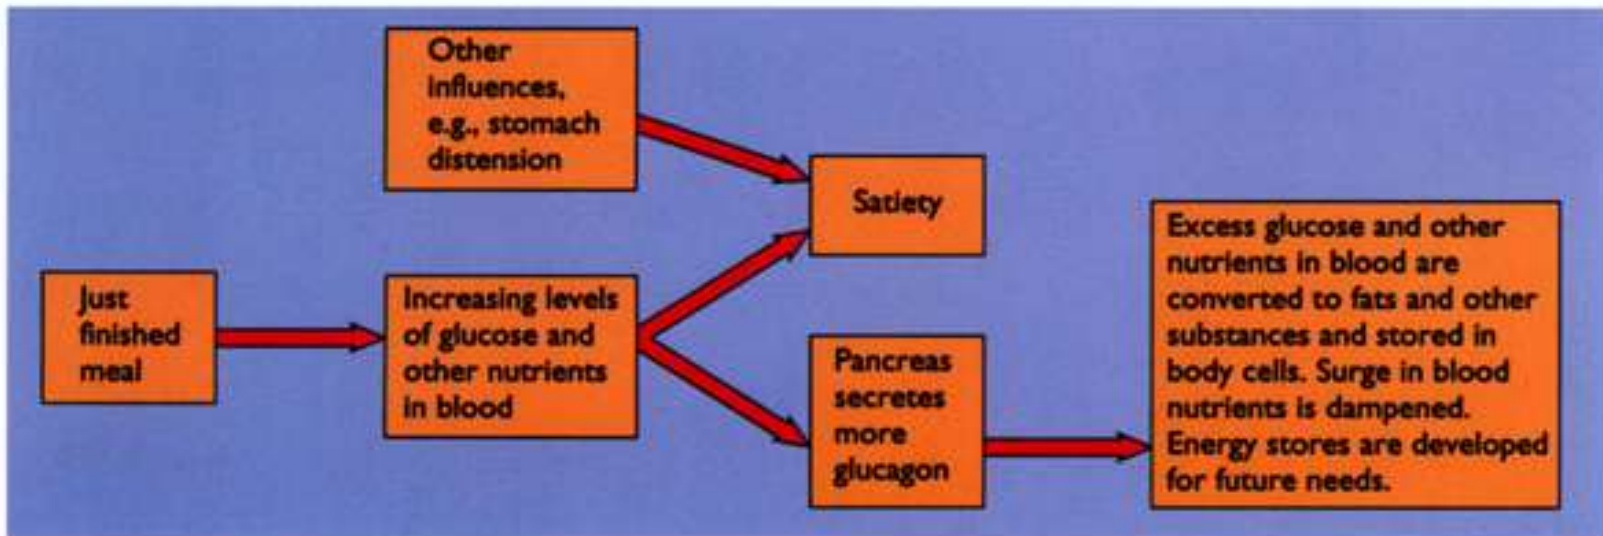 Other
influences,
e.g., stomach
distension
Satiety
Just
finished
meal
Increasing levels
of glucose and
other nutrients
in blood
Pancreas
secretes
more
glucagon
Excess glucose and other
nutrients in blood are
converted to fats and other
substances and stored in
body cells. Surge in blood
nutrients is dampened.
Energy stores are developed
for future needs.